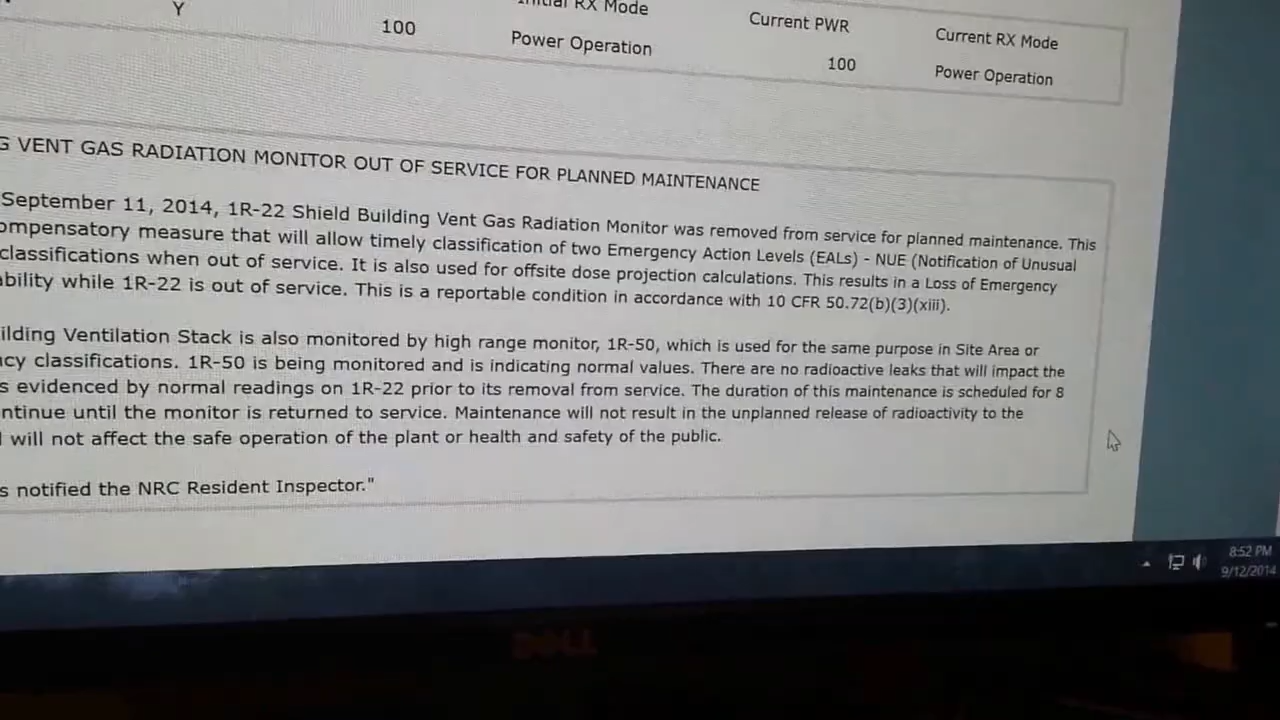 Y
100
Initial RX Mode
Power Operation
Current PWR
100
Current RX Mode
Power Operation
G VENT GAS RADIATION MONITOR OUT OF SERVICE FOR PLANNED MAINTENANCE
September 11, 2014, 1R-22 Shield Building Vent Gas Radiation Monitor was removed from service for planned maintenance. This
ompensatory measure that will allow timely classification of two Emergency Action Levels (EALs) - NUE (Notification of Unusual
classifications when out of service. It is also used for offsite dose projection calculations. This results in a Loss of Emergency
ability while 1R-22 is out of service. This is a reportable condition in accordance with 10 CFR 50.72(b)(3)(xiii).
ilding Ventilation Stack is also monitored by high range monitor, 1R-50, which is used for the same purpose in Site Area or
cy classifications. 1R-50 is being monitored and is indicating normal values. There are no radioactive leaks that will impact the
s evidenced by normal readings on 1R-22 prior to its removal from service. The duration of this maintenance is scheduled for 8
ntinue until the monitor is returned to service. Maintenance will not result in the unplanned release of radioactivity to the
will not affect the safe operation of the plant or health and safety of the public.
s notified the NRC Resident Inspector."
8:52 PM
9/12/2014
DELL